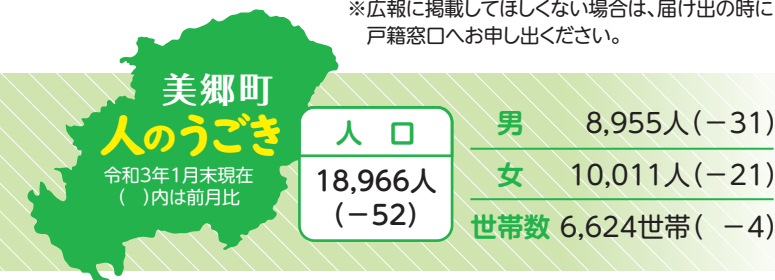 ※広報に掲載してほしくない場合は、届け出の時に
戸籍窓口へお申し出ください。
美郷町
人のうごき
令和3年1月末現在
(　)内は前月比
人　口
18,966人
(−52)
男　8,955人(−31)
女　10,011人(−21)
世帯数 6,624世帯(　−4)